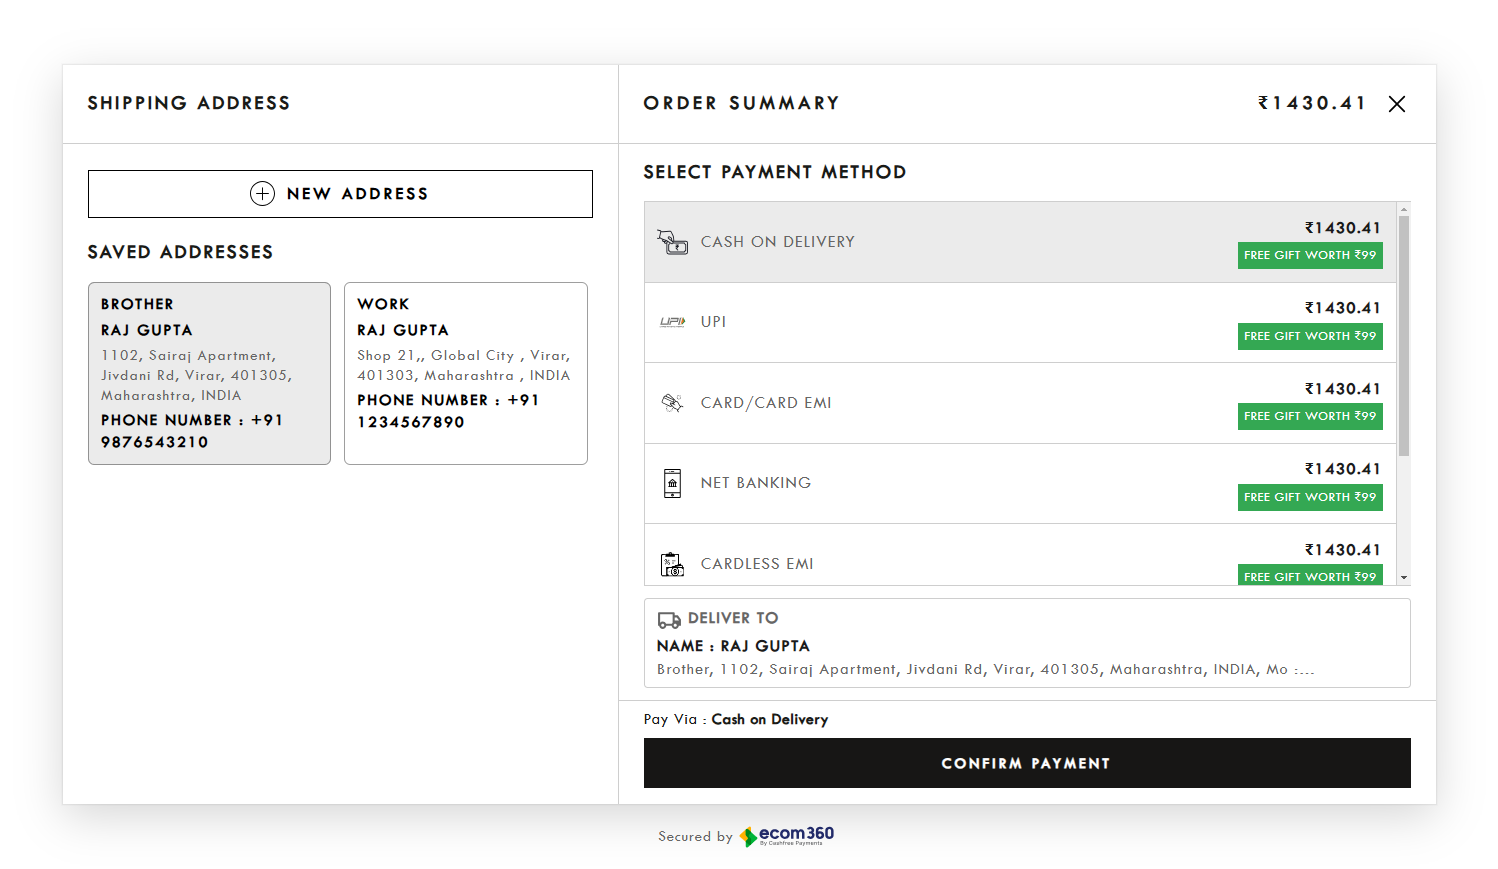 SHIPPING ADDRESS
NEW ADDRESS
SAVED ADDRESSES
BROTHER
RAJ GUPTA
1102, Sairaj Apartment,
Jivdani Rd, Virar, 401305,
Maharashtra, INDIA
PHONE NUMBER : +91
9876543210
WORK
RAJ GUPTA
Shop 21,, Global City , Virar,
401303, Maharashtra , INDIA
PHONE NUMBER : +91
1234567890
ORDER SUMMARY ₹1430.41
SELECT PAYMENT METHOD
CASH ON DELIVERY
₹1430.41
FREE GIFT WORTH ₹99
UPI
UPI
₹1430.41
FREE GIFT WORTH ₹99
CARD/CARD EMI
₹1430.41
FREE GIFT WORTH ₹99
NET BANKING
₹1430.41
FREE GIFT WORTH ₹99
CARDLESS EMI
₹1430.41
FREE GIFT WORTH ₹99
DELIVER TO
NAME : RAJ GUPTA
Brother, 1102, Sairaj Apartment, Jivdani Rd, Virar, 401305, Maharashtra, INDIA, Mo :...
Pay Via : Cash on Delivery
CONFIRM PAYMENT
Secured by ecom360
By Cashfree Payments